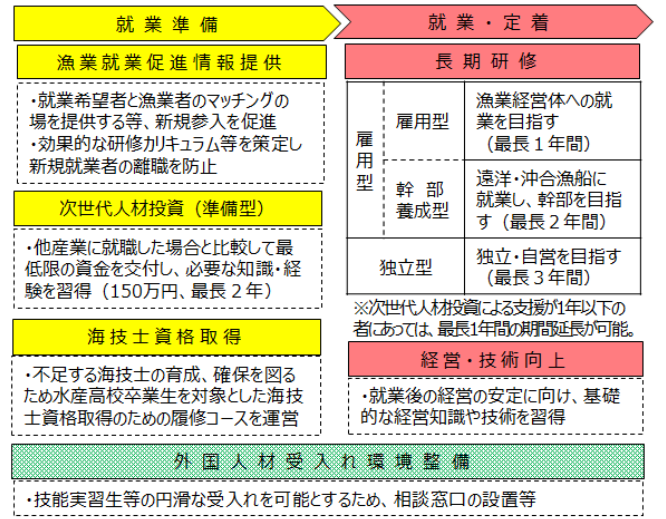 就業準備
漁業就業促進情報提供
・就業希望者と漁業者のマッチングの
場を提供する等、新規参入を促進
・効果的な研修カリキュラム等を策定し
新規就業者の離職を防止
次世代人材投資（準備型）
・他産業に就職した場合と比較して最
低限の資金を交付し、必要な知識・経
験を習得（150万円、最長２年）
海技士資格取得
・不足する海技士の育成、確保を図る
ため水産高校卒業生を対象とした海技
士資格取得のための履修コースを運営
就業・定着
長期研修
雇用型
雇用型
漁業経営体への就
業を目指す
（最長１年間）
幹部
養成型
遠洋・沖合漁船に
就業し、幹部を目指
す（最長２年間）
独立型
独立・自営を目指す
（最長３年間）
※次世代人材投資による支援が1年以下の
者にあっては、最長1年間の期間延長が可能。
経営・技術向上
・就業後の経営の安定に向け、基礎
的な経営知識や技術を習得
外国人材受入れ環境整備
・技能実習生等の円滑な受入れを可能とするため、相談窓口の設置等